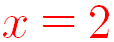 x = 2